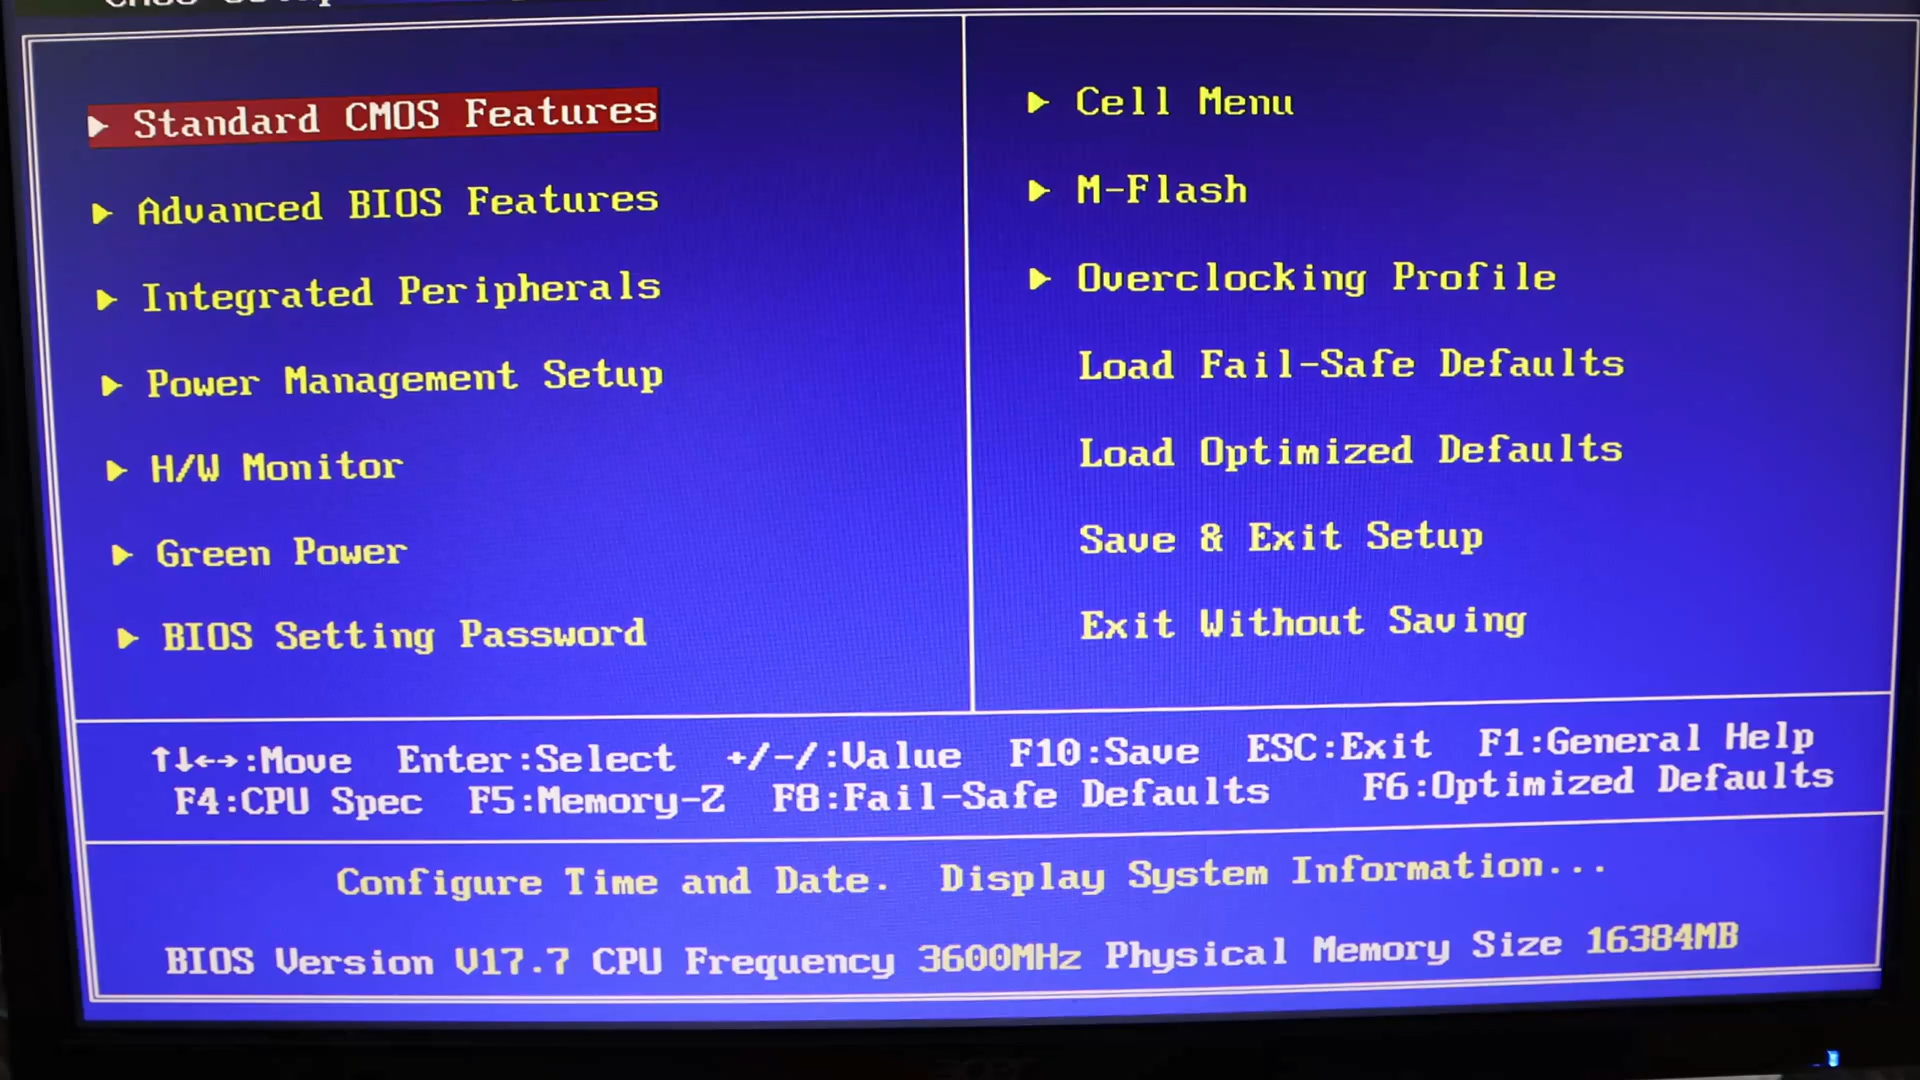 Standard CMOS Features
Advanced BIOS Features
Integrated Peripherals
Power Management Setup
H/W Monitor
Green Power
BIOS Setting Password
Cell Menu
M-Flash
Overclocking Profile
Load Fail-Safe Defaults
Load Optimized Defaults
Save & Exit Setup
Exit Without Saving
↑↓←→:Move Enter:Select +/-/:Value F10:Save ESC:Exit F1:General Help
F4:CPU Spec F5:Memory-Z F8:Fail-Safe Defaults F6:Optimized Defaults
Configure Time and Date. Display System Information...
BIOS Version V17.7 CPU Frequency 3600MHz Physical Memory Size 16384MB